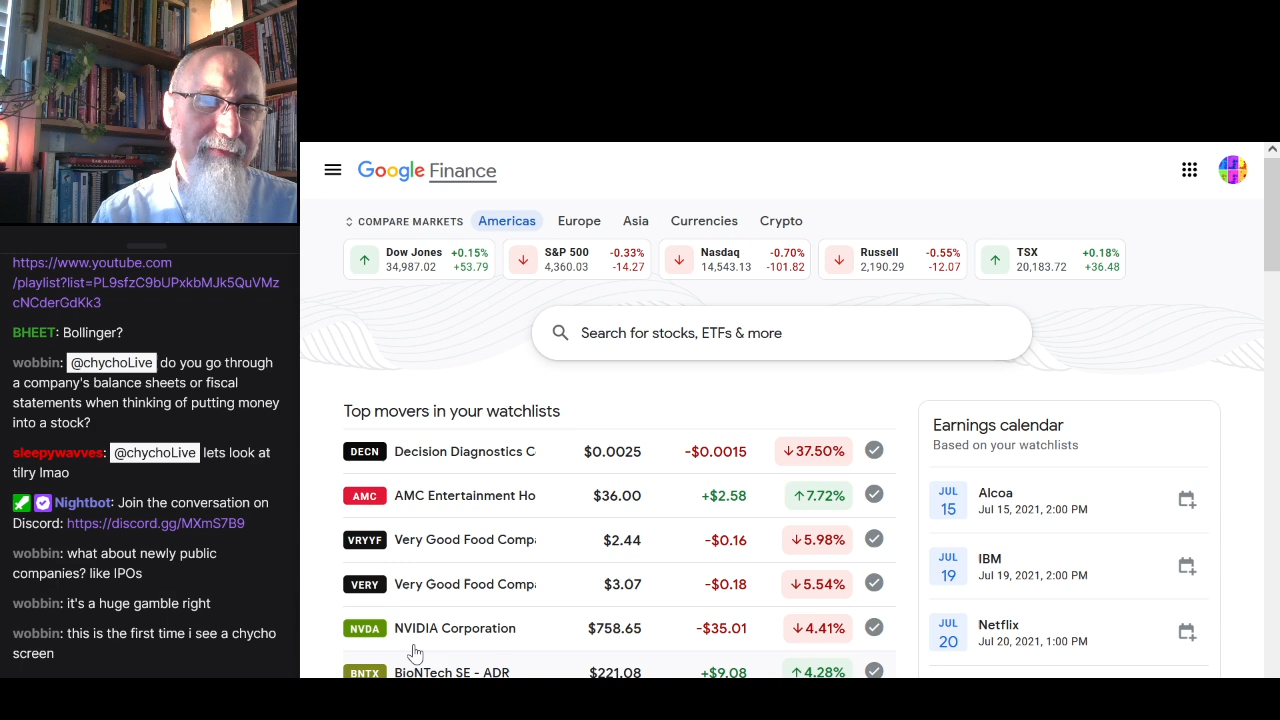 https://www.youtube.com
/playlist?list=PL9sfzC9bUPxkbMJk5QuVMz
cNCderGdKk3
BHEET: Bollinger?
wobbin: @chychoLive do you go through
a company's balance sheets or fiscal
statements when thinking of putting money
into a stock?
sleepywavves: @chychoLive lets look at
tilry lmao
Nightbot: Join the conversation on
Discord: https://discord.gg/MXmS7B9
wobbin: what about newly public
companies? like IPOs
wobbin: it's a huge gamble right
wobbin: this is the first time i see a chycho
screen
Google Finance
COMPARE MARKETS Americas Europe Asia Currencies Crypto
Dow Jones +0.15%
34,987.02 +53.79
S&P 500 -0.33%
4,360.03 -14.27
Nasdaq -0.70%
14,543.13 -101.82
Russell -0.55%
2,190.29 -12.07
TSX +0.18%
20,183.72 +36.48
Search for stocks, ETFs & more
Top movers in your watchlists
DECN Decision Diagnostics C $0.0025 -$0.0015 ↓37.50%
AMC AMC Entertainment Ho $36.00 +$2.58 ↑7.72%
VRYYF Very Good Food Comp $2.44 -$0.16 ↓5.98%
VERY Very Good Food Comp $3.07 -$0.18 ↓5.54%
NVDA NVIDIA Corporation $758.65 -$35.01 ↓4.41%
BNTX BioNTech SE - ADR $221.08 +$9.08 ↑4.28%
Earnings calendar
Based on your watchlists
JUL 15
Alcoa
Jul 15, 2021, 2:00 PM
JUL 19
IBM
Jul 19, 2021, 2:00 PM
JUL 20
Netflix
Jul 20, 2021, 1:00 PM